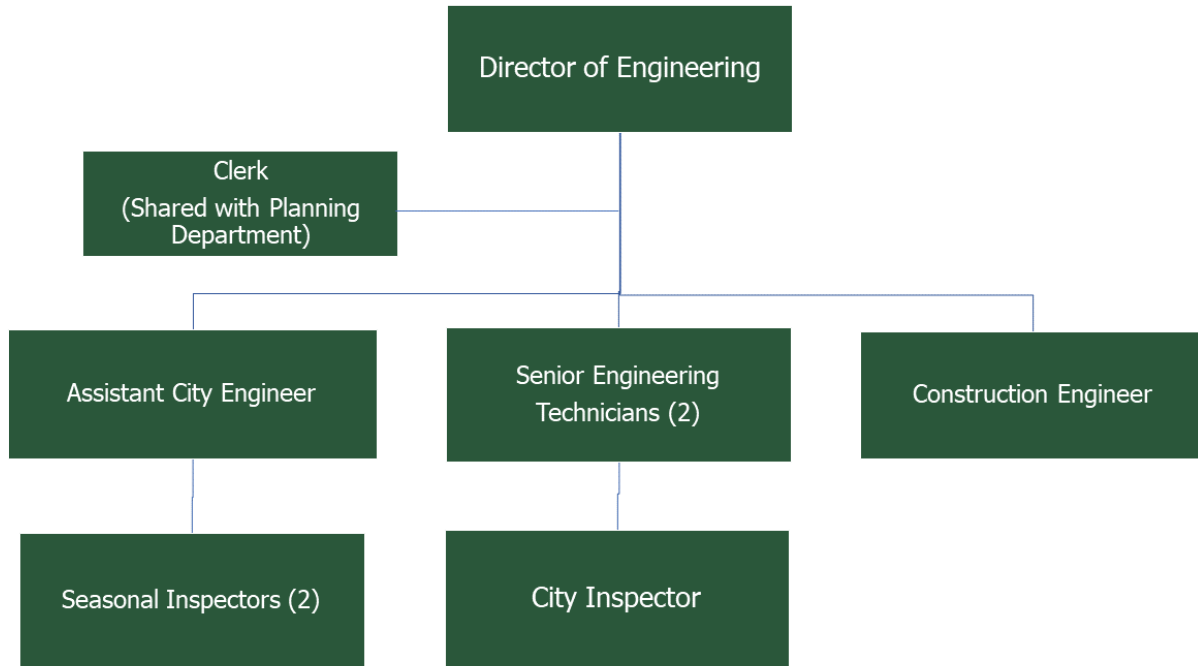 Director of Engineering
Clerk
(Shared with Planning
Department)
Assistant City Engineer
Senior Engineering
Technicians (2)
Construction Engineer
Seasonal Inspectors (2)
City Inspector